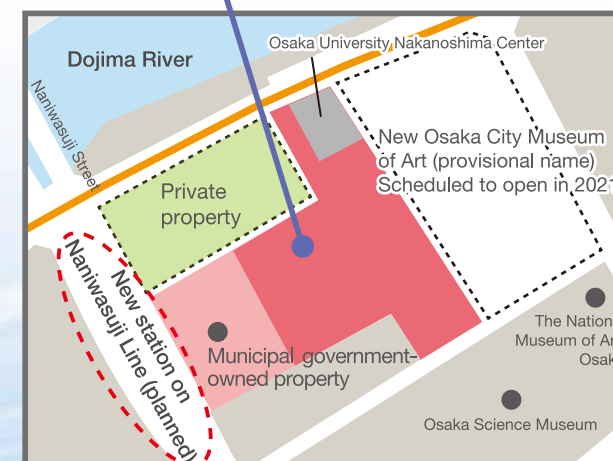 Osaka University Nakanoshima Center
Dojima River
Naniwasuji Street
New Osaka City Museum
of Art (provisional name)
Scheduled to open in 2021
Private
property
New station on
Naniwasuji Line (planned)
Municipal government-
owned property
The Nation
Museum of Ar
Osak
Osaka Science Museum